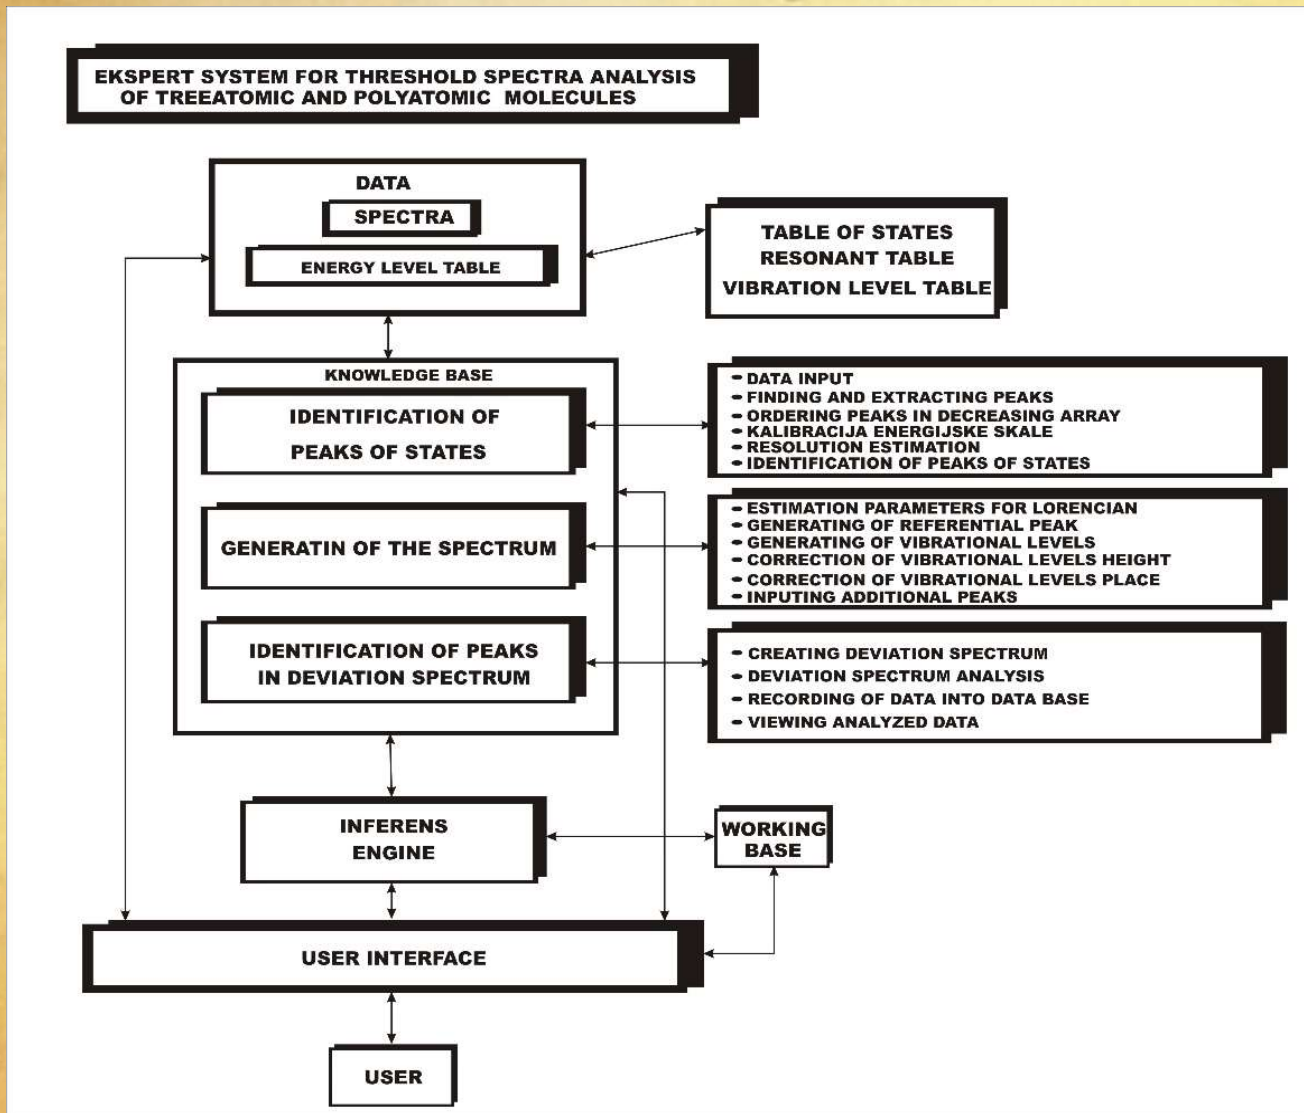 EKSPERT SYSTEM FOR THRESHOLD SPECTRA ANALYSIS
OF TREEATOMIC AND POLYATOMIC MOLECULES
DATA
SPECTRA
ENERGY LEVEL TABLE
TABLE OF STATES
RESONANT TABLE
VIBRATION LEVEL TABLE
KNOWLEDGE BASE
IDENTIFICATION OF
PEAKS OF STATES
- DATA INPUT
- FINDING AND EXTRACTING PEAKS
- ORDERING PEAKS IN DECREASING ARRAY
- KALIBRACIJA ENERGIJSKE SKALE
- RESOLUTION ESTIMATION
- IDENTIFICATION OF PEAKS OF STATES
GENERATIN OF THE SPECTRUM
- ESTIMATION PARAMETERS FOR LORENCIAN
- GENERATING OF REFERENTIAL PEAK
- GENERATING OF VIBRATIONAL LEVELS
- CORRECTION OF VIBRATIONAL LEVELS HEIGHT
- CORRECTION OF VIBRATIONAL LEVELS PLACE
- INPUTING ADDITIONAL PEAKS
IDENTIFICATION OF PEAKS
IN DEVIATION SPECTRUM
- CREATING DEVIATION SPECTRUM
- DEVIATION SPECTRUM ANALYSIS
- RECORDING OF DATA INTO DATA BASE
- VIEWING ANALYZED DATA
INFERENS
ENGINE
WORKING
BASE
USER INTERFACE
USER